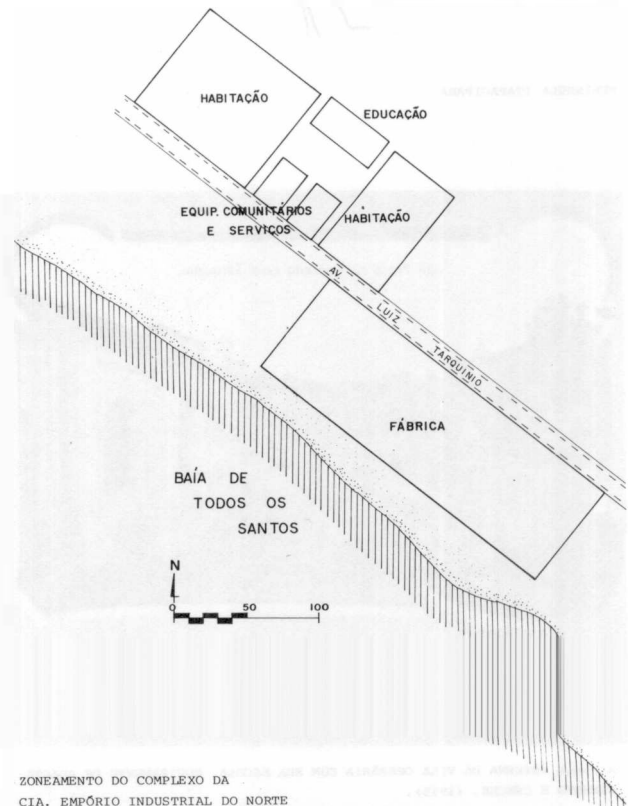 HABITAÇÃO
EDUCAÇÃO
EQUIP. COMUNITÁRIOS
E SERVIÇOS
HABITAÇÃO
AV.
LUIZ
TARQUINIO
FÁBRICA
BAÍA DE
TODOS OS
SANTOS
N
0 50 100
ZONEAMENTO DO COMPLEXO DA
CIA. EMPÓRIO INDUSTRIAL DO NORTE